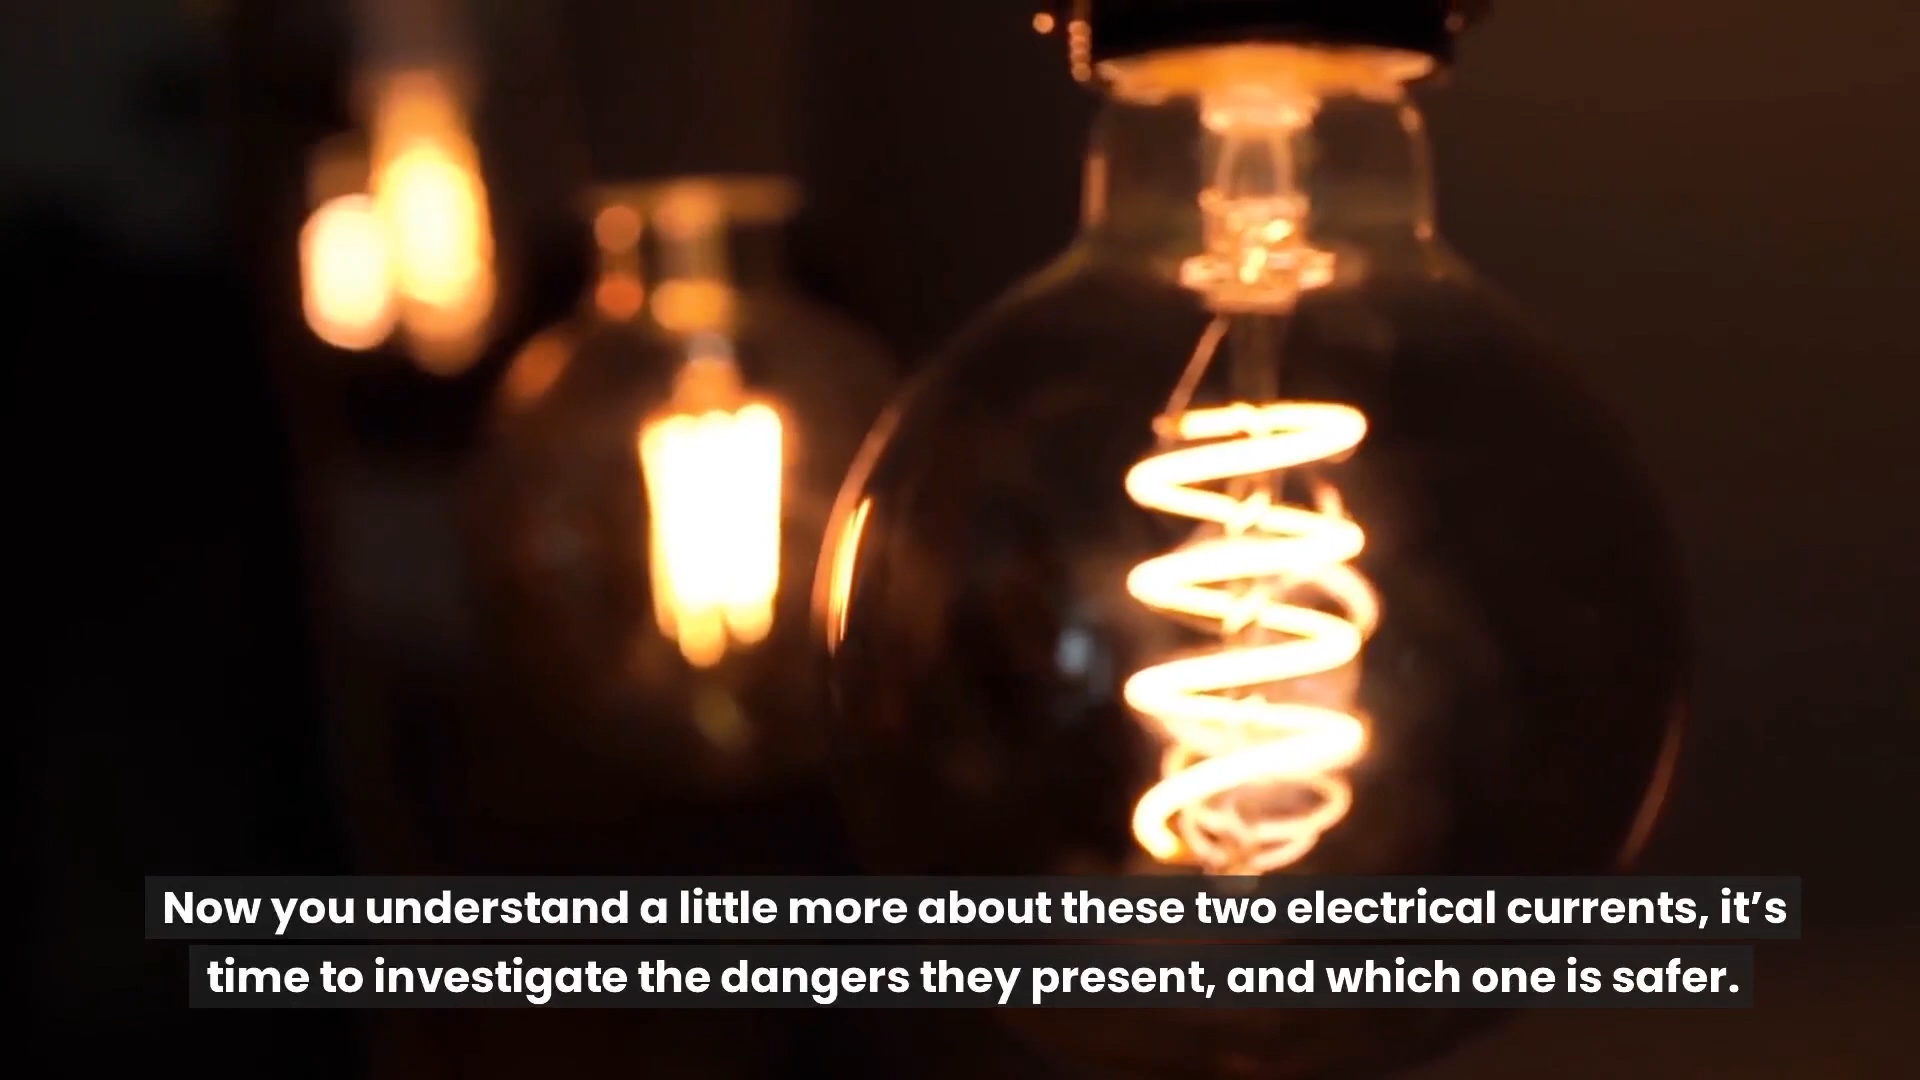 Now you understand a little more about these two electrical currents, it’s
time to investigate the dangers they present, and which one is safer.